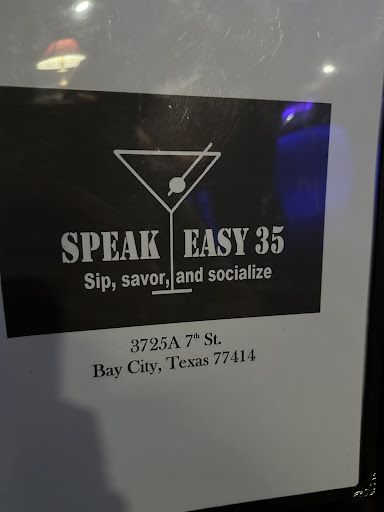 SPEAK EASY 35
Sip, savor, and socialize
3725A 7th St.
Bay City, Texas 77414